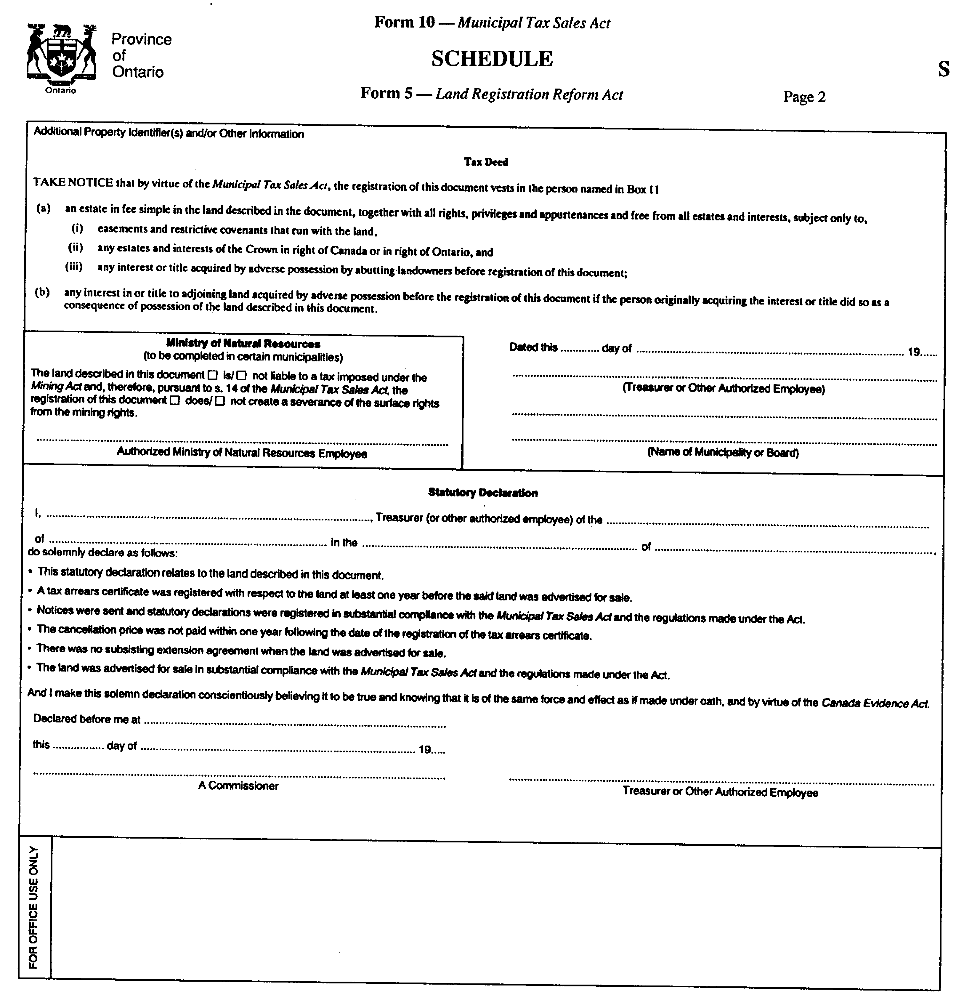 Form 10 — Municipal Tax Sales Act
Province
of
Ontario
Ontario
SCHEDULE
S
Form 5 — Land Registration Reform Act
Page 2
Additional Property Identifier(s) and/or Other Information
Tax Deed
TAKE NOTICE that by virtue of the Municipal Tax Sales Act, the registration of this document vests in the person named in Box 11
(a) an estate in fee simple in the land described in the document, together with all rights, privileges and appurtenances and free from all estates and interests, subject only to,
(i) easements and restrictive covenants that run with the land,
(ii) any estates and interests of the Crown in right of Canada or in right of Ontario, and
(iii) any interest or title acquired by adverse possession by abutting landowners before registration of this document;
(b) any interest in or title to adjoining land acquired by adverse possession before the registration of this document if the person originally acquiring the interest or title did so as a
consequence of possession of the land described in this document.
Ministry of Natural Resources
(to be completed in certain municipalities)
The land described in this document ☐ is/ ☐ not liable to a tax imposed under the
Mining Act and, therefore, pursuant to s. 14 of the Municipal Tax Sales Act, the
registration of this document ☐ does/ ☐ not create a severance of the surface rights
from the mining rights.
Authorized Ministry of Natural Resources Employee
Dated this ............. day of .................................................. 19......
(Treasurer or Other Authorized Employee)
(Name of Municipality or Board)
Statutory Declaration
I, .................................................., Treasurer (or other authorized employee) of the ..................................................
of .................................................. in the .................................................. of ..................................................,
do solemnly declare as follows:
• This statutory declaration relates to the land described in this document.
• A tax arrears certificate was registered with respect to the land at least one year before the said land was advertised for sale.
• Notices were sent and statutory declarations were registered in substantial compliance with the Municipal Tax Sales Act and the regulations made under the Act.
• The cancellation price was not paid within one year following the date of the registration of the tax arrears certificate.
• There was no subsisting extension agreement when the land was advertised for sale.
• The land was advertised for sale in substantial compliance with the Municipal Tax Sales Act and the regulations made under the Act.
And I make this solemn declaration conscientiously believing it to be true and knowing that it is of the same force and effect as if made under oath, and by virtue of the Canada Evidence Act.
Declared before me at ..................................................
this ................. day of .................................................. 19.....
A Commissioner
Treasurer or Other Authorized Employee
FOR OFFICE USE ONLY